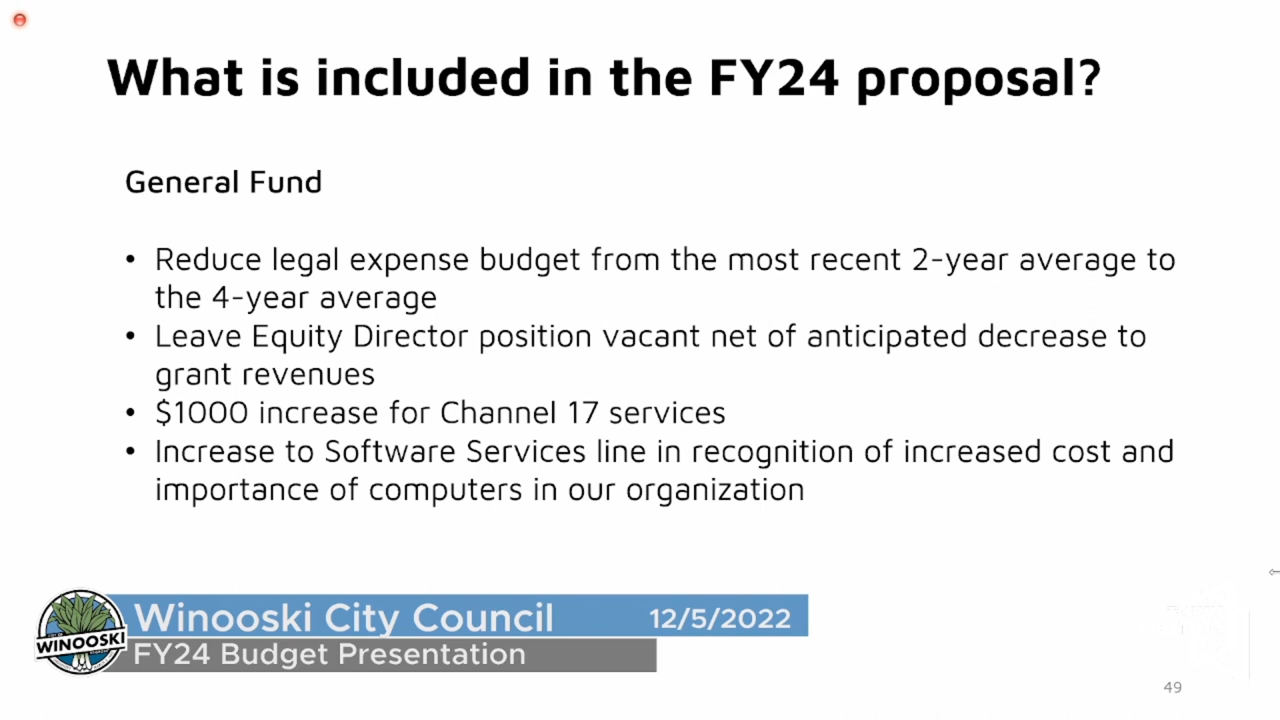 What is included in the FY24 proposal?
General Fund
• Reduce legal expense budget from the most recent 2-year average to
the 4-year average
• Leave Equity Director position vacant net of anticipated decrease to
grant revenues
• $1000 increase for Channel 17 services
• Increase to Software Services line in recognition of increased cost and
importance of computers in our organization
WINOOSKI
Winooski City Council 12/5/2022
FY24 Budget Presentation
49